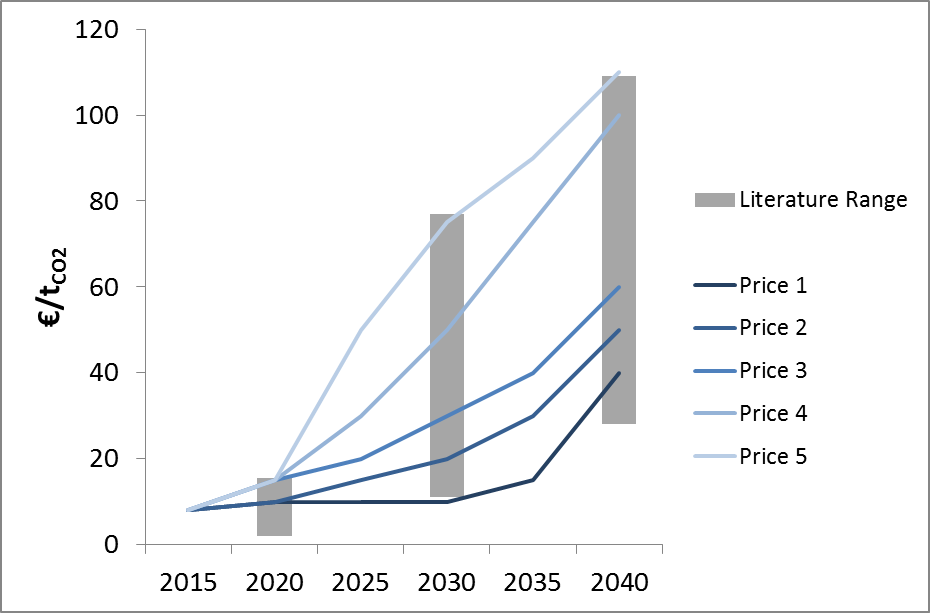 120
100
80
60
40
20
0
€/tCO2
2015 2020 2025 2030 2035 2040
Literature Range
Price 1
Price 2
Price 3
Price 4
Price 5